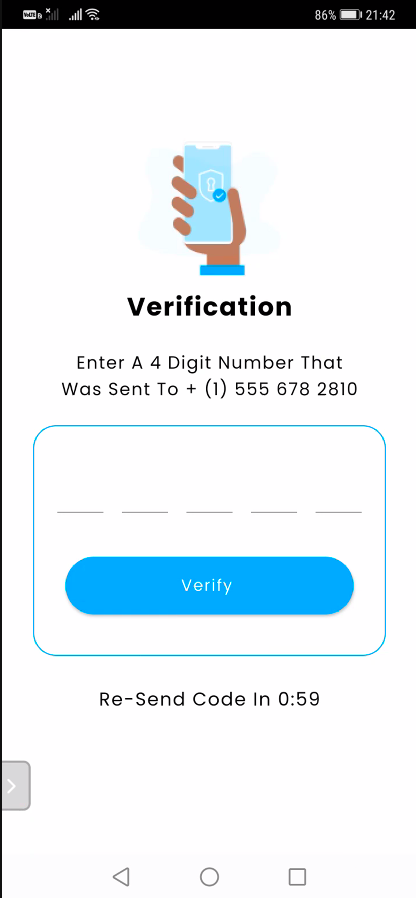 86% 21:42
Verification
Enter A 4 Digit Number That
Was Sent To + (1) 555 678 2810
Verify
Re-Send Code In 0:59